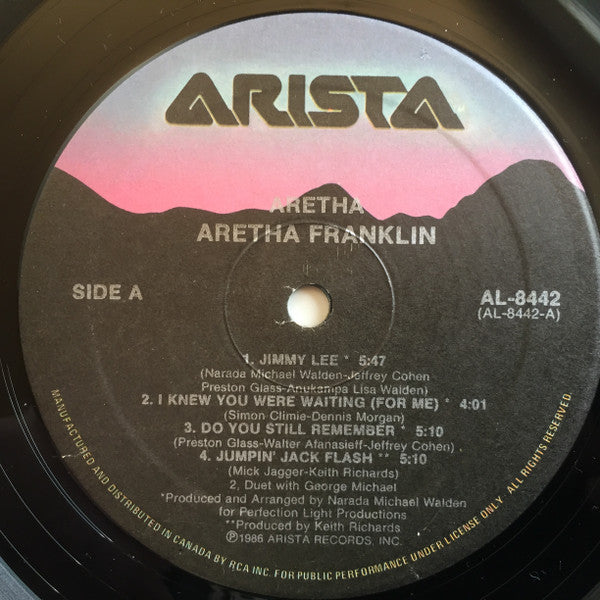 ARISTA
ARETHA
ARETHA FRANKLIN
SIDE A
AL-8442
(AL-8442-A)
1. JIMMY LEE * 5:47
(Narada Michael Walden-Jeffrey Cohen
Preston Glass-Anukampa Lisa Walden)
2. I KNEW YOU WERE WAITING (FOR ME) * 4:01
(Simon Climie-Dennis Morgan)
3. DO YOU STILL REMEMBER * 5:10
(Preston Glass-Walter Afanasieff-Jeffrey Cohen)
4. JUMPIN' JACK FLASH ** 5:10
(Mick Jagger-Keith Richards)
2, Duet with George Michael
*Produced and Arranged by Narada Michael Walden
for Perfection Light Productions
**Produced by Keith Richards
℗1986 ARISTA RECORDS, INC.
MANUFACTURED AND DISTRIBUTED IN CANADA BY RCA INC. FOR PUBLIC PERFORMANCE UNDER LICENSE ONLY. ALL RIGHTS RESERVED.